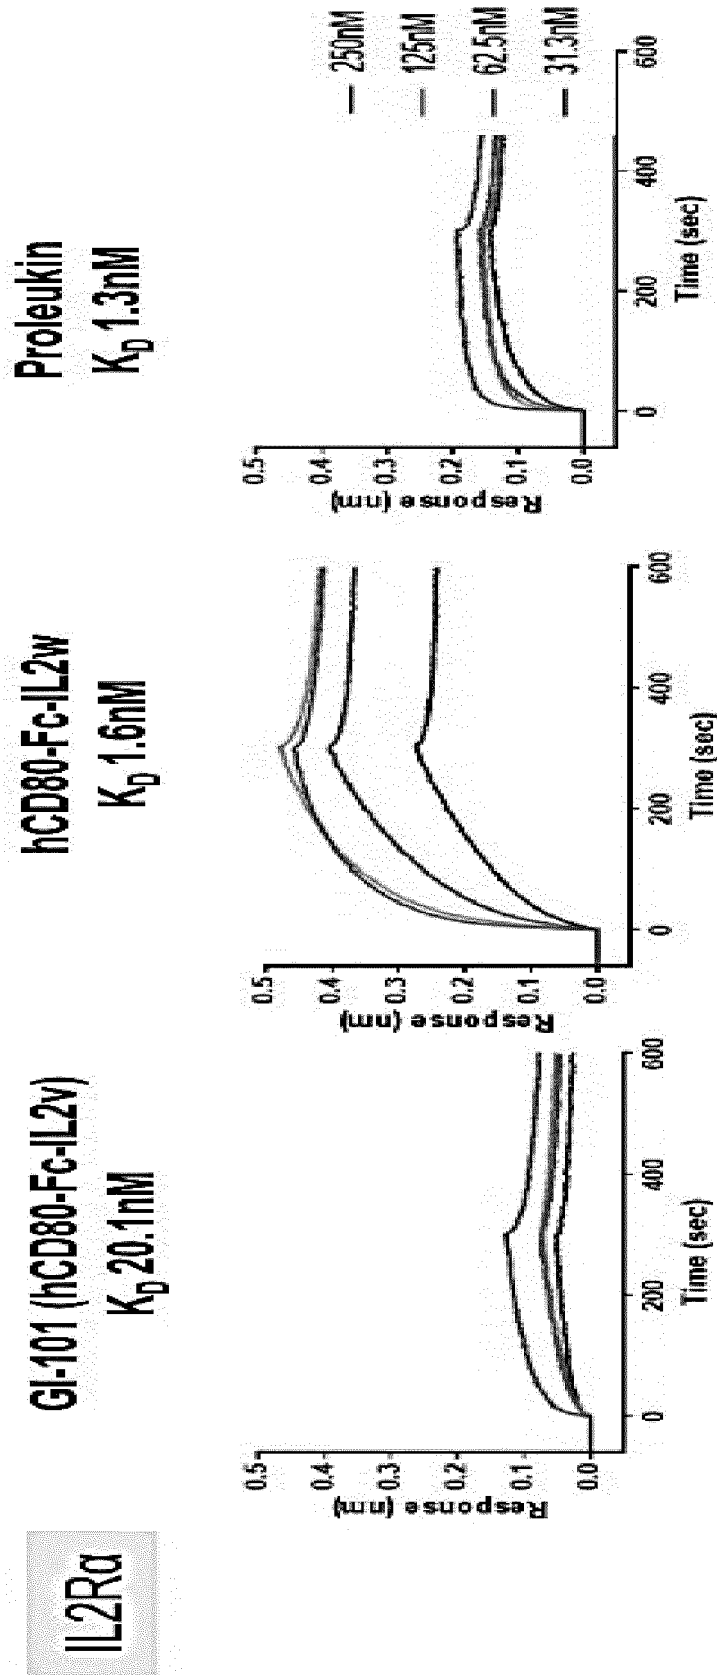 IL2Rα
GI-101 (hCD80-Fc-IL2v)
KD 20.1nM
Response (nm)
0.5
0.4
0.3
0.2
0.1
0.0
0
200
400
600
Time (sec)
hCD80-Fc-IL2w
KD 1.6nM
Response (nm)
0.5
0.4
0.3
0.2
0.1
0.0
0
200
400
600
Time (sec)
Proleukin
KD 1.3nM
Response (nm)
0.5
0.4
0.3
0.2
0.1
0.0
0
200
400
600
Time (sec)
250nM
125nM
62.5nM
31.3nM